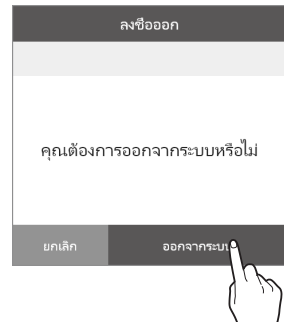 ลงชื่อออก
คุณต้องการออกจากระบบหรือไม่
ยกเลิก
ออกจากระบบ